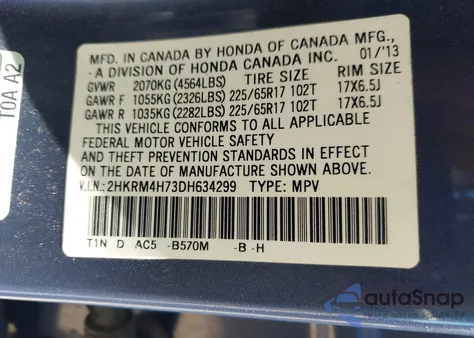 TOA A2
MFD. IN CANADA BY HONDA OF CANADA MFG.,
A DIVISION OF HONDA CANADA INC. 01/'13
GVWR 2070KG (4564LBS) TIRE SIZE RIM SIZE
GAWR F 1055KG (2326LBS) 225/65R17 102T 17X6.5J
GAWR R 1035KG (2282LBS) 225/65R17 102T 17X6.5J
THIS VEHICLE CONFORMS TO ALL APPLICABLE
FEDERAL MOTOR VEHICLE SAFETY
AND THEFT PREVENTION STANDARDS IN EFFECT
ON THE DATE OF MANUFACTURE SHOWN ABOVE.
V.I.N.: 2HKRM4H73DH634299 TYPE: MPV
T1N D AC5 -B570M -B-H
autoSnap